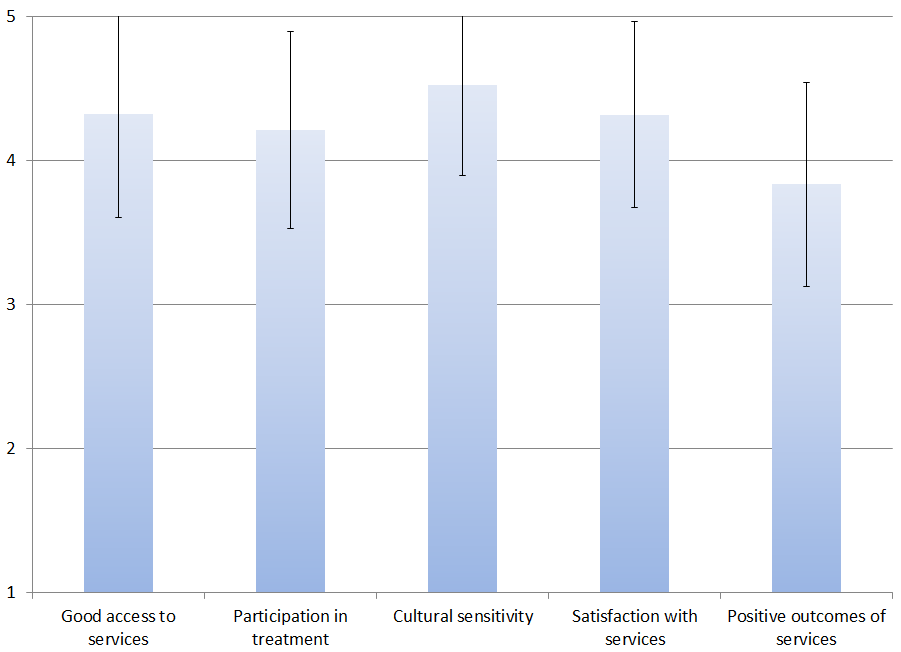 5
4
3
2
1
Good access to
services
Participation in
treatment
Cultural sensitivity
Satisfaction with
services
Positive outcomes of
services